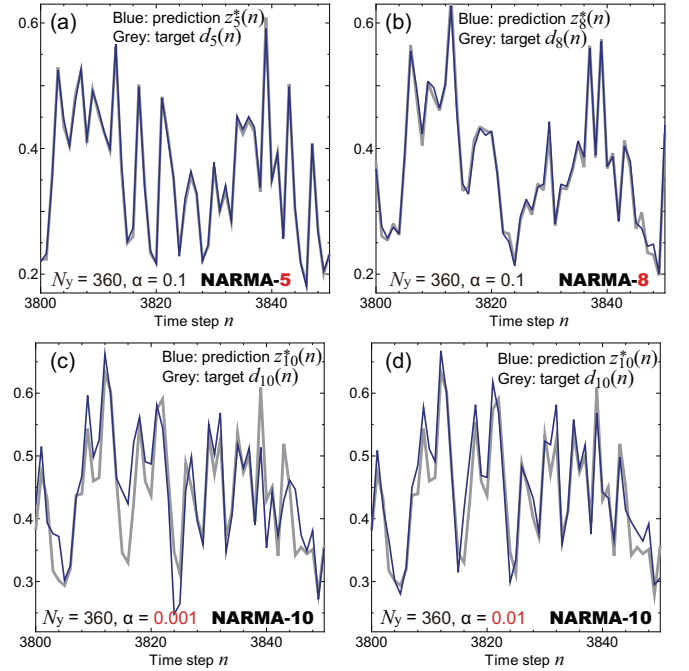 (a) Blue: prediction z*5(n)
Grey: target d5(n)
0.6
0.4
0.2
Ny = 360, α = 0.1 NARMA-5
3800 3820 3840
Time step n
(b) Blue: prediction z*8(n)
Grey: target d8(n)
0.6
0.4
0.2
Ny = 360, α = 0.1 NARMA-8
3800 3820 3840
Time step n
(c) Blue: prediction z*10(n)
Grey: target d10(n)
0.6
0.5
0.4
0.3
Ny = 360, α = 0.001 NARMA-10
3800 3820 3840
Time step n
(d) Blue: prediction z*10(n)
Grey: target d10(n)
0.6
0.5
0.4
0.3
Ny = 360, α = 0.01 NARMA-10
3800 3820 3840
Time step n